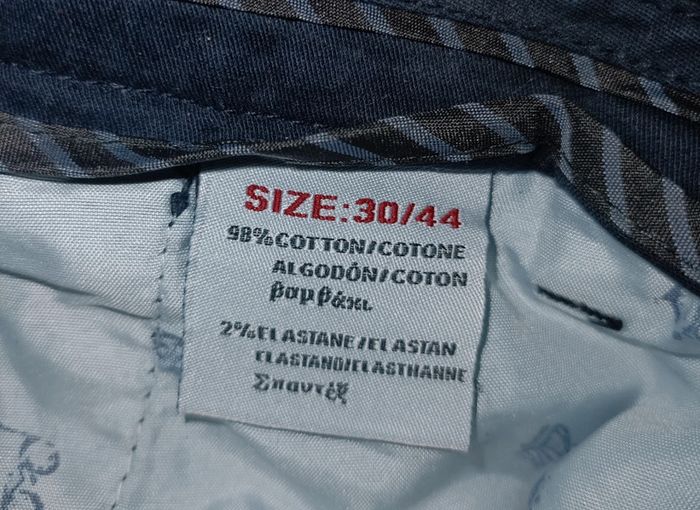 SIZE:30/44
98%COTTON/COTONE
ALGODÓN/COTON
βαμβάκι
2%ELASTANE/ELASTAN
ELASTANO/ELASTHANNE
Σπαντέξ